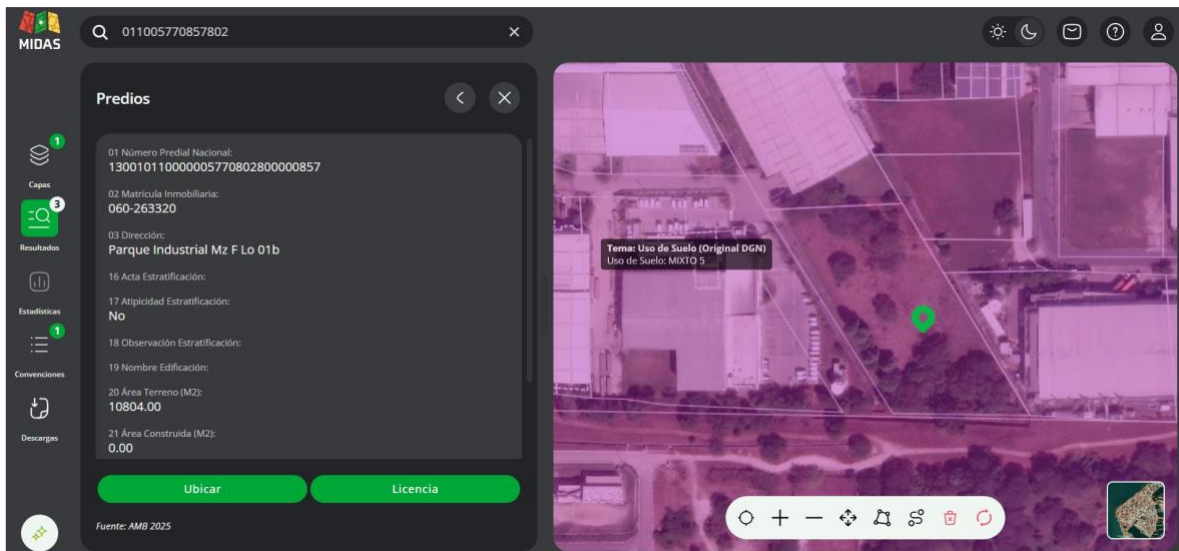 MIDAS
011005770857802
Predios
01 Número Predial Nacional:
130010110000005770802800000857
02 Matrícula Inmobiliaria:
060-263320
03 Dirección:
Parque Industrial Mz F Lo 01b
16 Acta Estratificación:
17 Atipicidad Estratificación:
No
18 Observación Estratificación:
19 Nombre Edificación:
20 Área Terreno (M2):
10804.00
21 Área Construida (M2):
0.00
Ubicar
Licencia
Fuente: AMB 2025
1
Capas
3
Resultados
Estadísticas
1
Convenciones
Descargas
Tema: Uso de Suelo (Original DGN)
Uso de Suelo: MIXTO 5